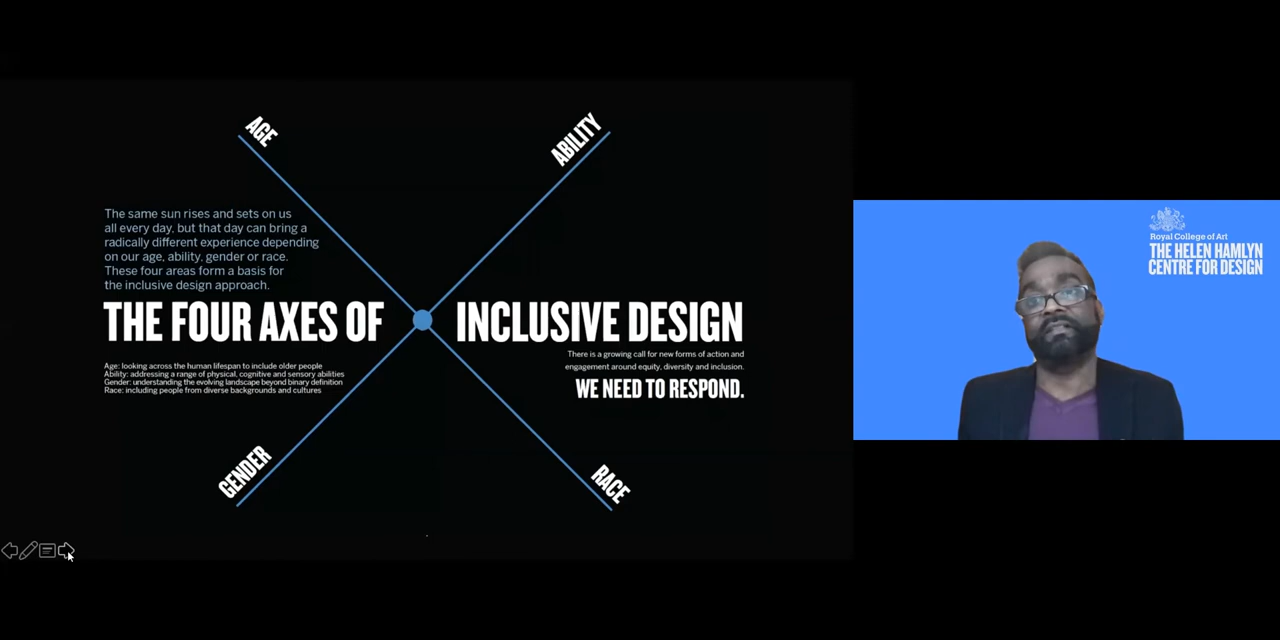 AGE
ABILITY
The same sun rises and sets on us
all every day, but that day can bring a
radically different experience depending
on our age, ability, gender or race.
These four areas form a basis for
the inclusive design approach.
THE FOUR AXES OF INCLUSIVE DESIGN
Age: looking across the human lifespan to include older people
Ability: addressing a range of physical, cognitive and sensory abilities
Gender: understanding the evolving landscape beyond binary definition
Race: including people from diverse backgrounds and cultures
There is a growing call for new forms of action and
engagement around equity, diversity and inclusion.
WE NEED TO RESPOND.
GENDER
RACE
Royal College of Art
THE HELEN HAMLYN
CENTRE FOR DESIGN